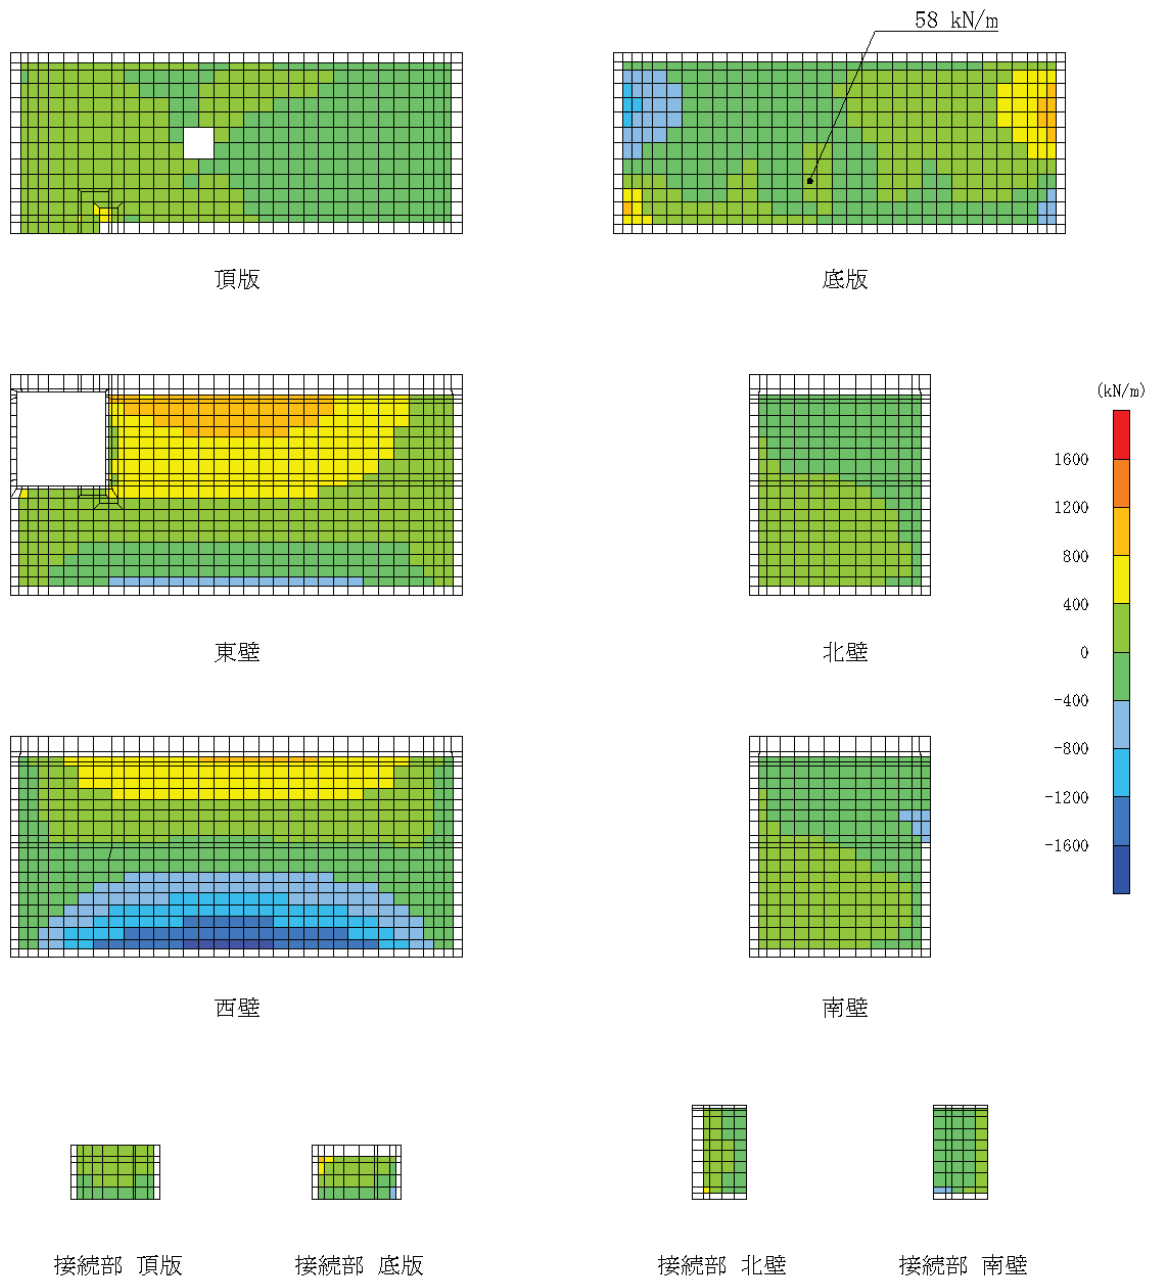 58 kN/m
頂版
底版
東壁
北壁
(kN/m)
1600
1200
800
400
0
-400
-800
-1200
-1600
西壁
南壁
接続部 頂版
接続部 底版
接続部 北壁
接続部 南壁